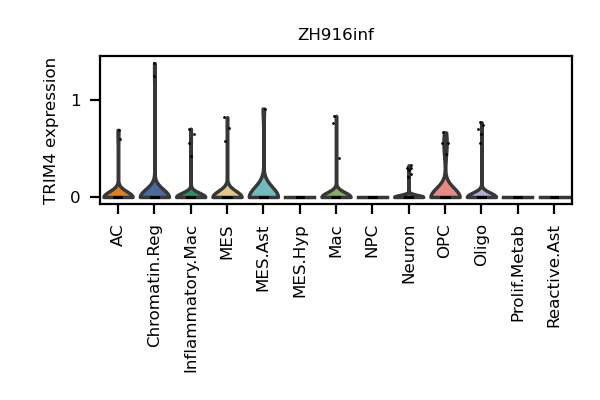 ZH916inf
TRIM4 expression
1
0
AC
Chromatin.Reg
Inflammatory.Mac
MES
MES.Ast
MES.Hyp
Mac
NPC
Neuron
OPC
Oligo
Prolif.Metab
Reactive.Ast